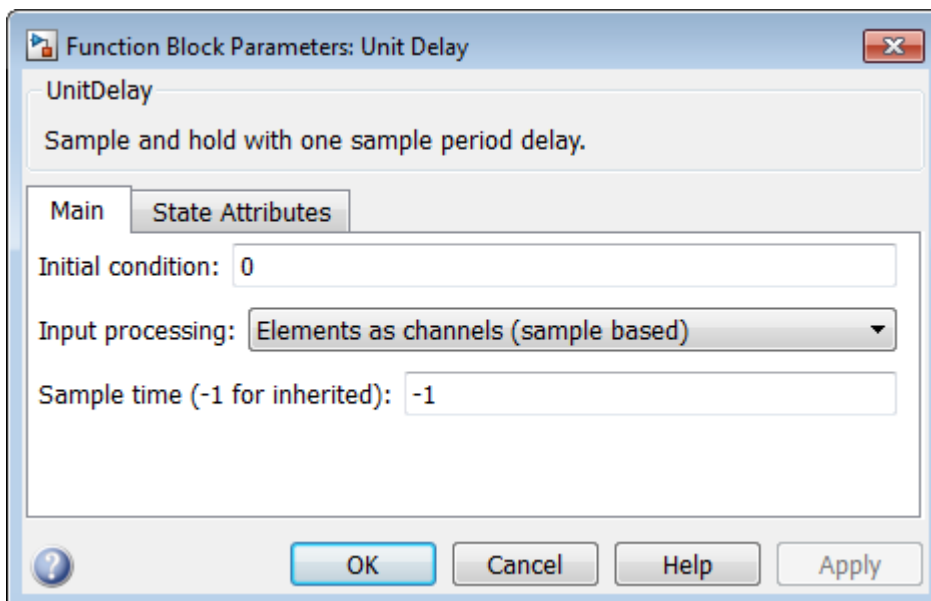 Function Block Parameters: Unit Delay
UnitDelay
Sample and hold with one sample period delay.
Main State Attributes
Initial condition: 0
Input processing: Elements as channels (sample based)
Sample time (-1 for inherited): -1
OK Cancel Help Apply